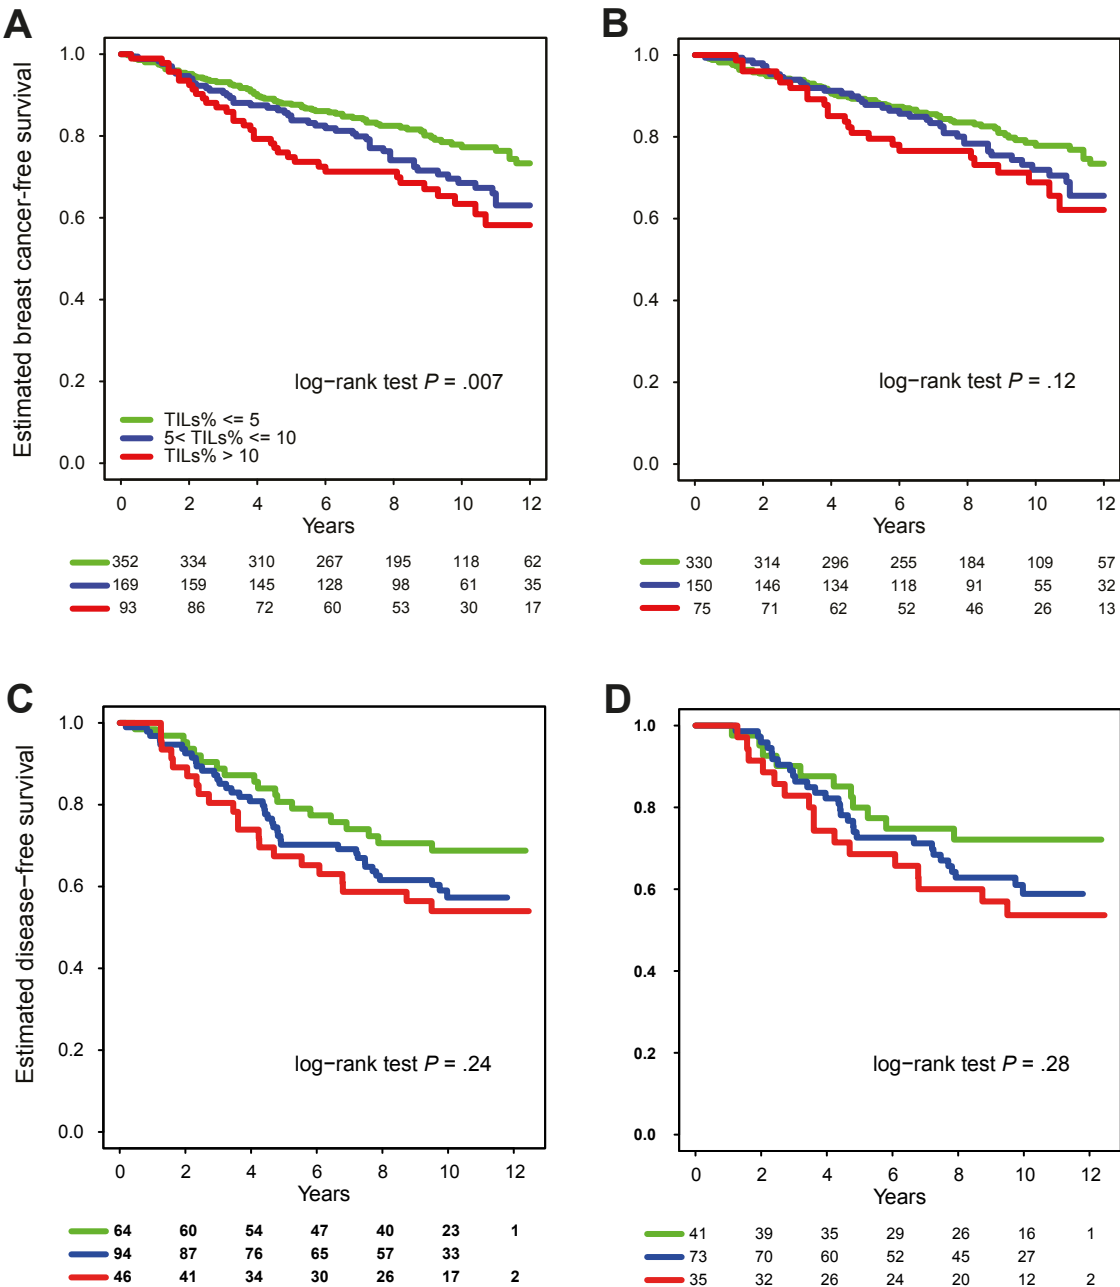 A
Estimated breast cancer-free survival
1.0
0.8
0.6
0.4
0.2
0.0
log−rank test P = .007
TILs% <= 5
5< TILs% <= 10
TILs% > 10
0 2 4 6 8 10 12
Years
352 334 310 267 195 118 62
169 159 145 128 98 61 35
93 86 72 60 53 30 17
B
1.0
0.8
0.6
0.4
0.2
0.0
log−rank test P = .12
0 2 4 6 8 10 12
Years
330 314 296 255 184 109 57
150 146 134 118 91 55 32
75 71 62 52 46 26 13
C
Estimated disease−free survival
1.0
0.8
0.6
0.4
0.2
0.0
log−rank test P = .24
0 2 4 6 8 10 12
Years
64 60 54 47 40 23 1
94 87 76 65 57 33
46 41 34 30 26 17 2
D
1.0
0.8
0.6
0.4
0.2
0.0
log−rank test P = .28
0 2 4 6 8 10 12
Years
41 39 35 29 26 16 1
73 70 60 52 45 27
35 32 26 24 20 12 2